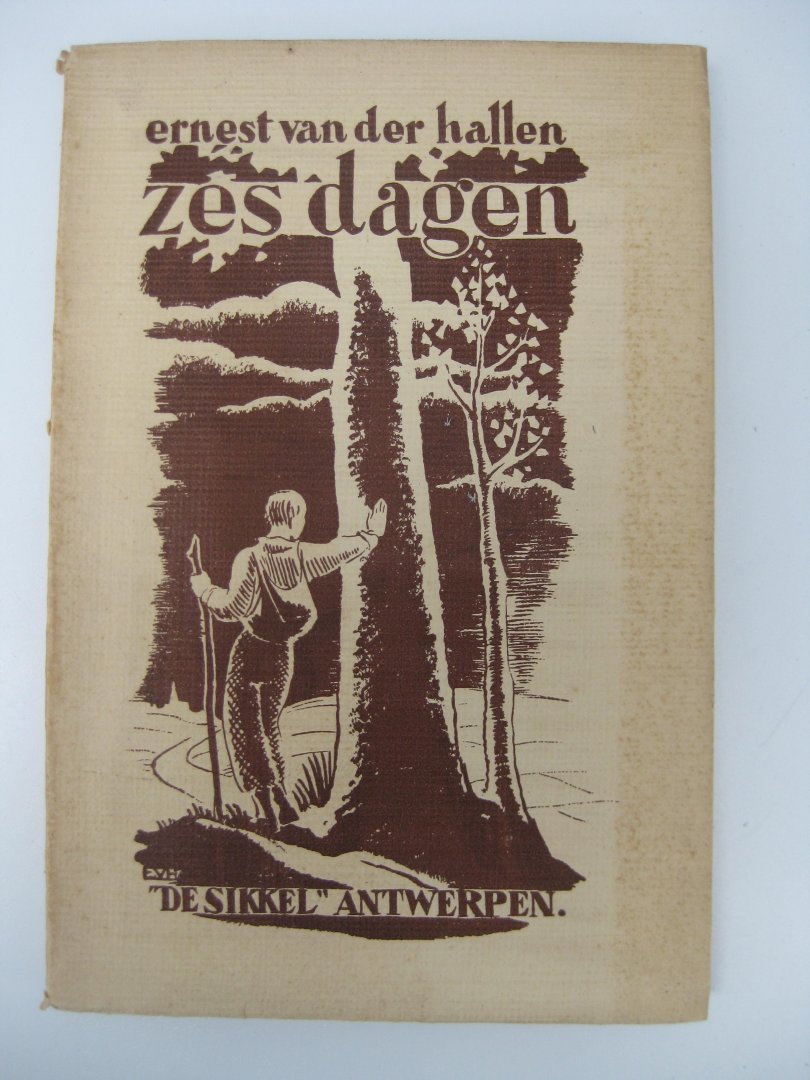 ernest van der hallen
zes dagen
EVH
"DE SIKKEL" ANTWERPEN.